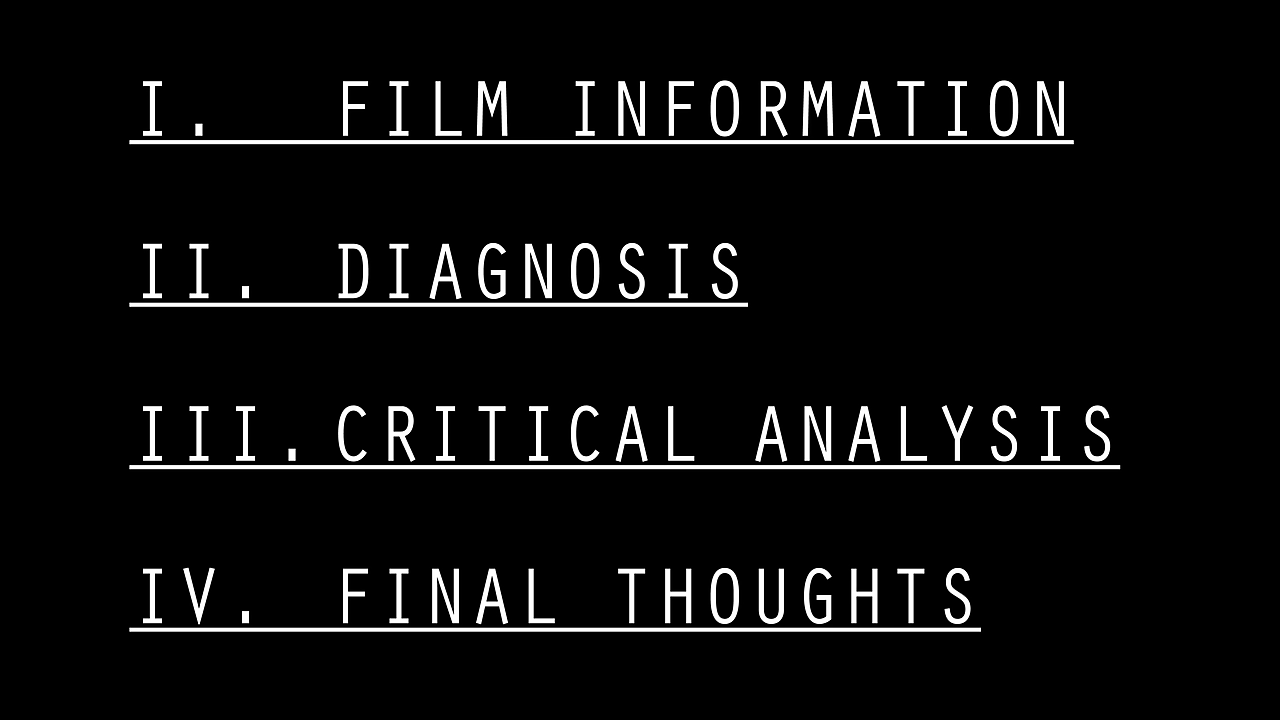 I. FILM INFORMATION
II. DIAGNOSIS
III.CRITICAL ANALYSIS
IV. FINAL THOUGHTS